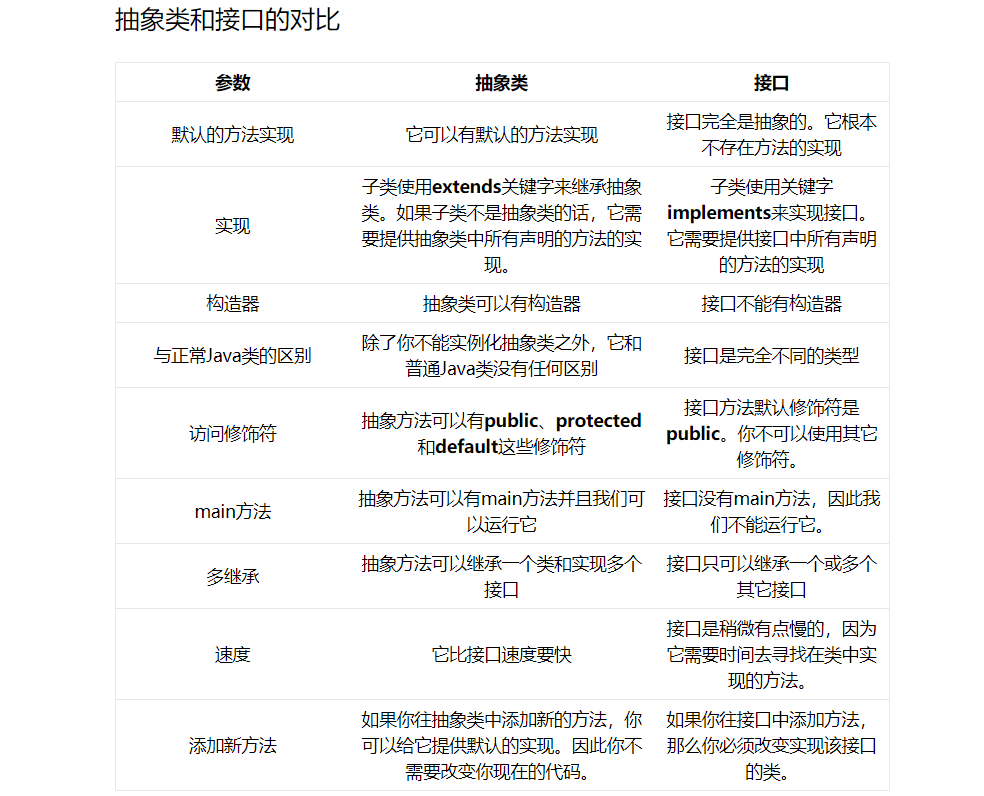 抽象类和接口的对比
参数 抽象类 接口
默认的方法实现 它可以有默认的方法实现 接口完全是抽象的。它根本
不存在方法的实现
实现 子类使用extends关键字来继承抽象
类。如果子类不是抽象类的话，它需
要提供抽象类中所有声明的方法的实
现。
子类使用关键字
implements来实现接口。
它需要提供接口中所有声明
的方法的实现
构造器 抽象类可以有构造器 接口不能有构造器
与正常Java类的区别 除了你不能实例化抽象类之外，它和
普通Java类没有任何区别
接口是完全不同的类型
访问修饰符 抽象方法可以有public、protected
和default这些修饰符
接口方法默认修饰符是
public。你不可以使用其它
修饰符。
main方法 抽象方法可以有main方法并且我们可
以运行它
接口没有main方法，因此我
们不能运行它。
多继承 抽象方法可以继承一个类和实现多个
接口
接口只可以继承一个或多个
其它接口
速度 它比接口速度要快 接口是稍微有点慢的，因为
它需要时间去寻找在类中实
现的方法。
添加新方法 如果你往抽象类中添加新的方法，你
可以给它提供默认的实现。因此你不
需要改变你现在的代码。
如果你往接口中添加方法，
那么你必须改变实现该接口
的类。